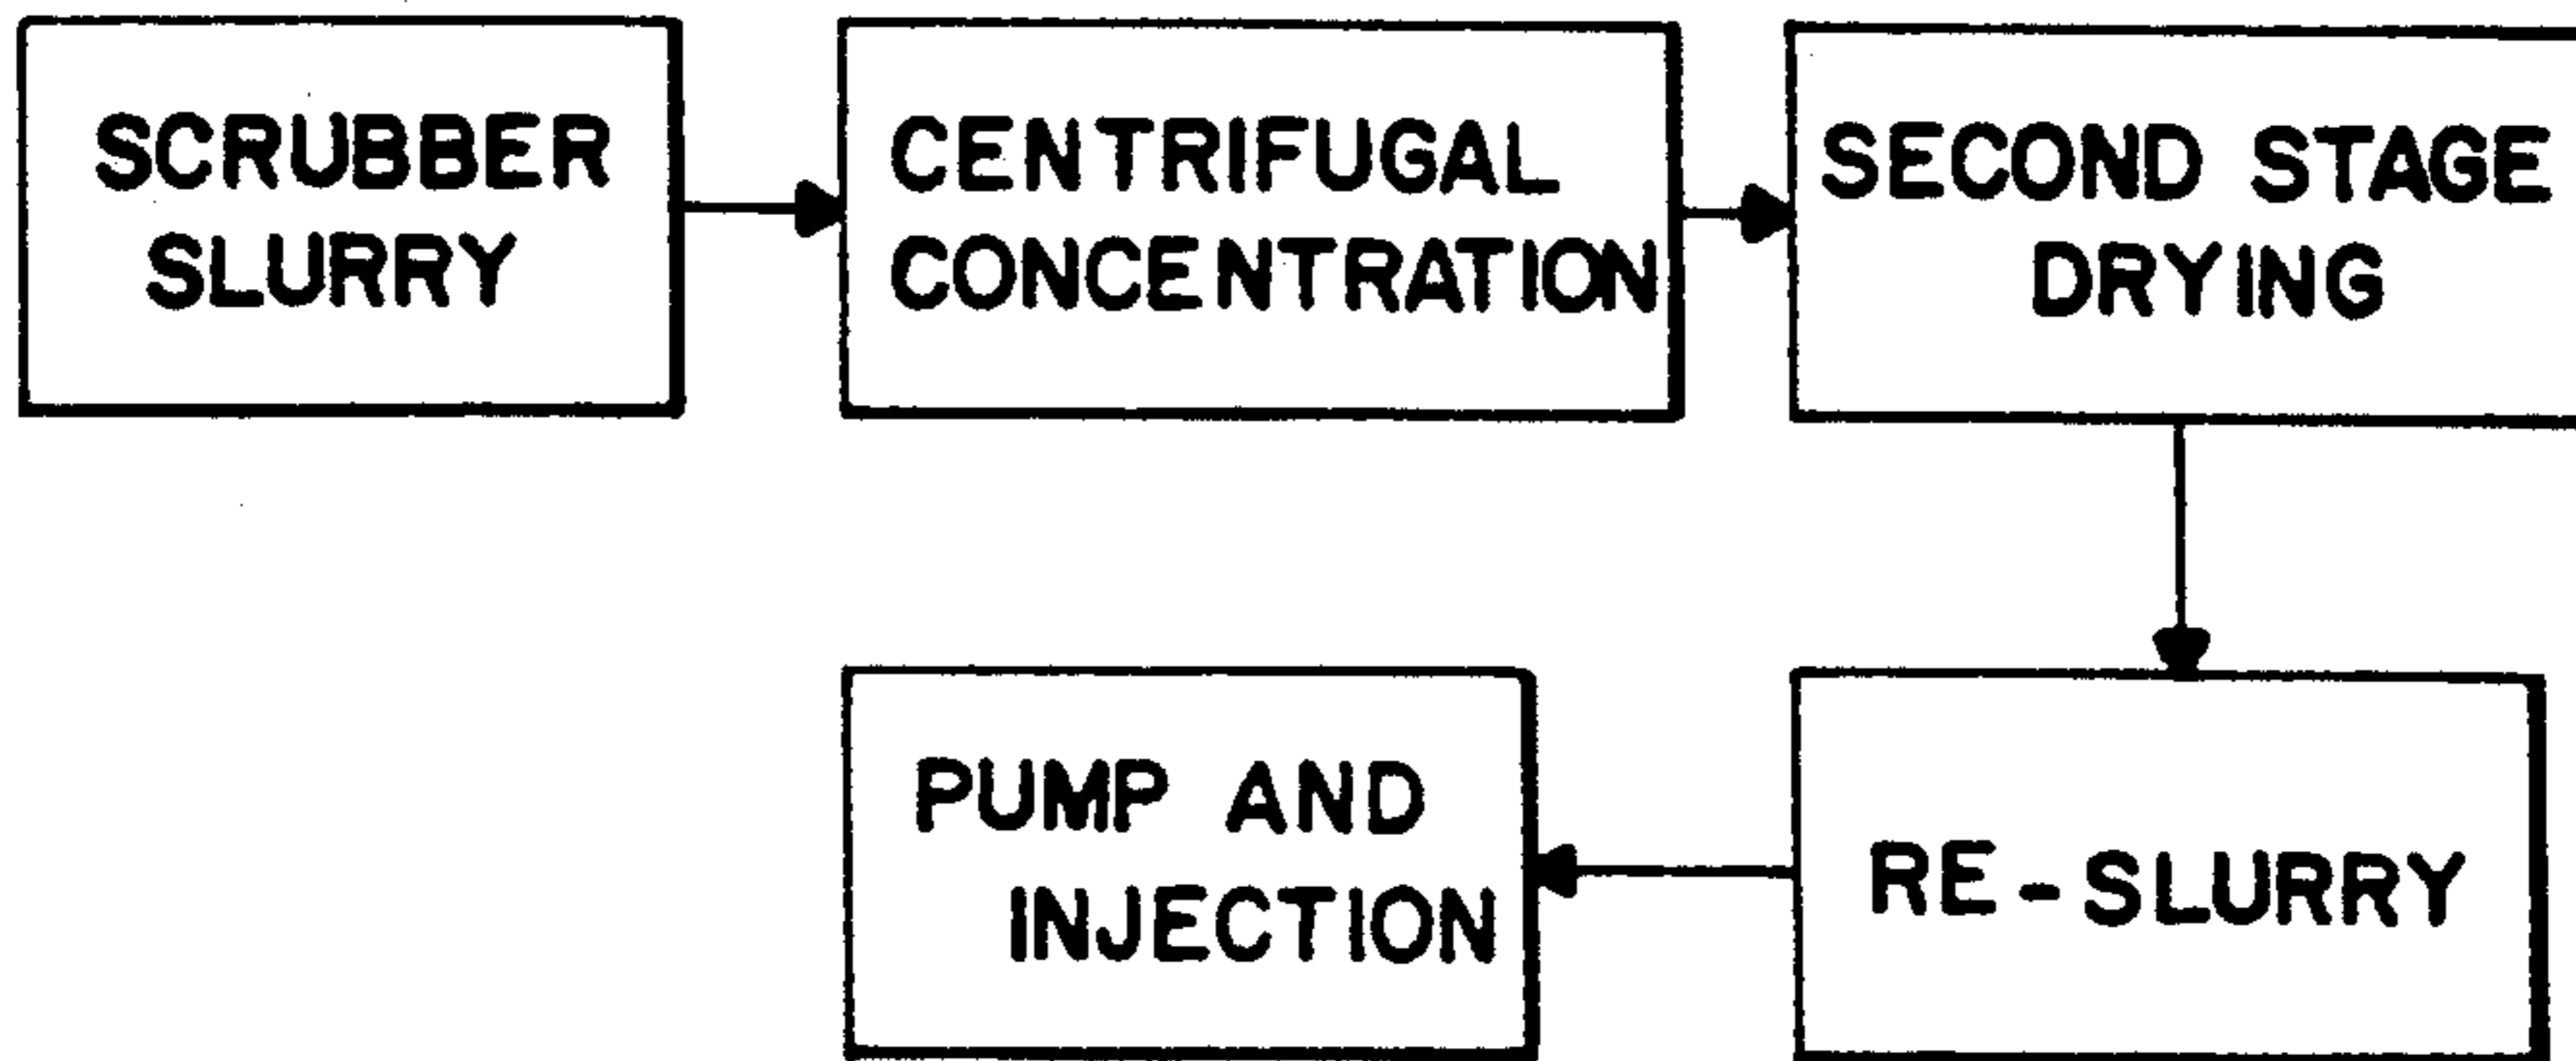 SCRUBBER
SLURRY
CENTRIFUGAL
CONCENTRATION
SECOND STAGE
DRYING
RE-SLURRY
PUMP AND
INJECTION